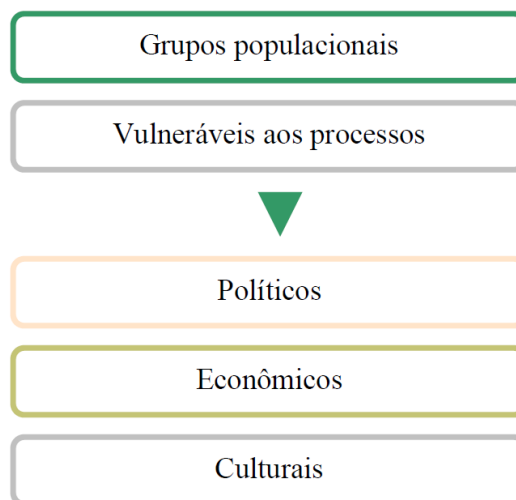 Grupos populacionais
Vulneráveis aos processos
Políticos
Econômicos
Culturais